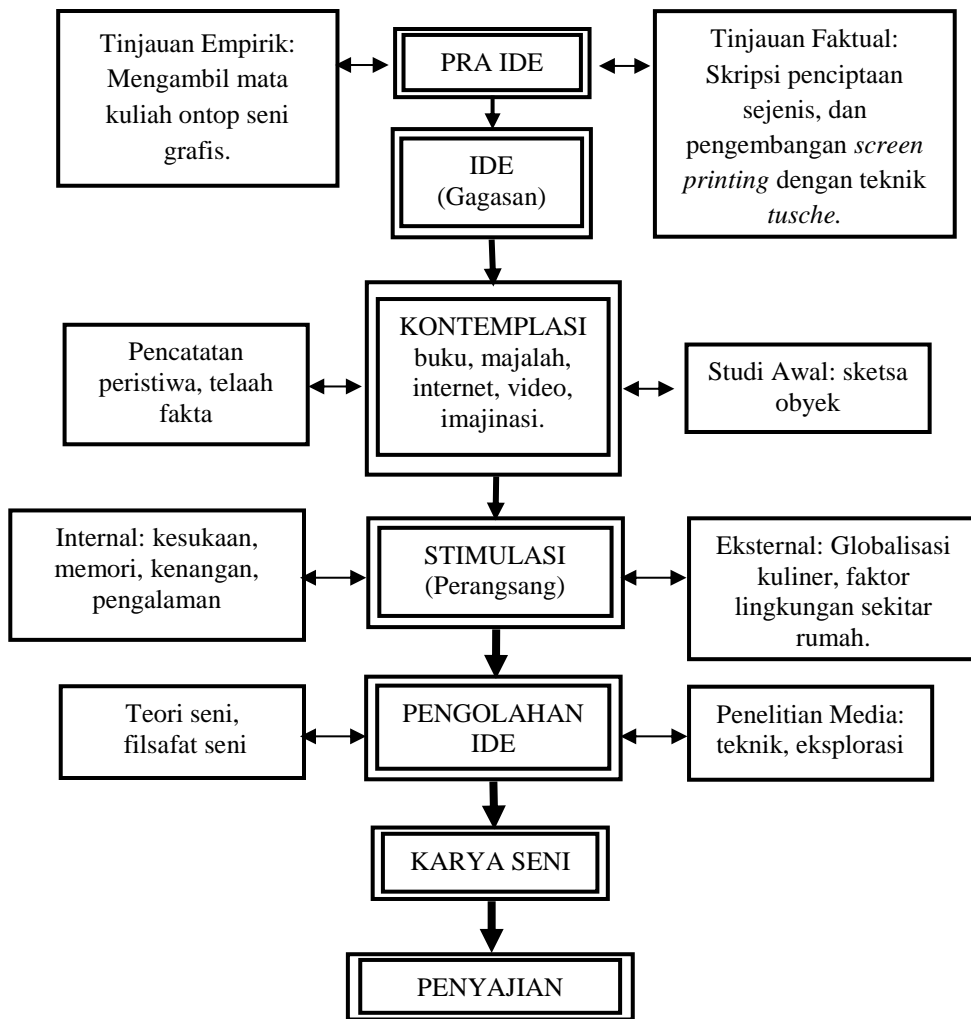 Tinjauan Empirik:
Mengambil mata
kuliah ontop seni
grafis.
PRA IDE
Tinjauan Faktual:
Skripsi penciptaan
sejenis, dan
pengembangan screen
printing dengan teknik
tusche.
IDE
(Gagasan)
Pencatatan
peristiwa, telaah
fakta
KONTEMPLASI
buku, majalah,
internet, video,
imajinasi.
Studi Awal: sketsa
obyek
Internal: kesukaan,
memori, kenangan,
pengalaman
STIMULASI
(Perangsang)
Eksternal: Globalisasi
kuliner, faktor
lingkungan sekitar
rumah.
Teori seni,
filsafat seni
PENGOLAHAN
IDE
Penelitian Media:
teknik, eksplorasi
KARYA SENI
PENYAJIAN